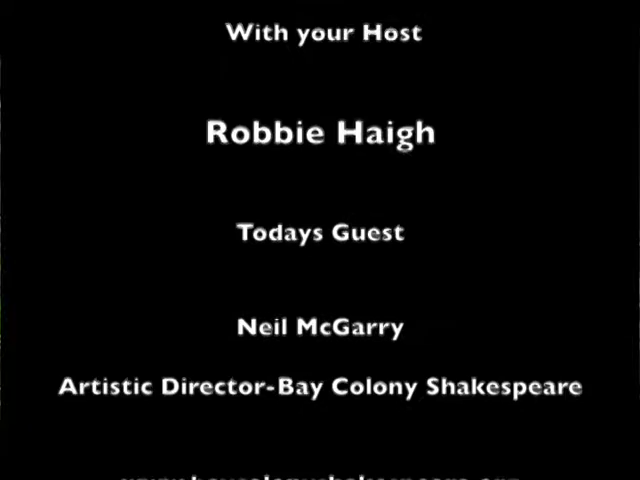 With your Host
Robbie Haigh
Todays Guest
Neil McGarry
Artistic Director-Bay Colony Shakespeare